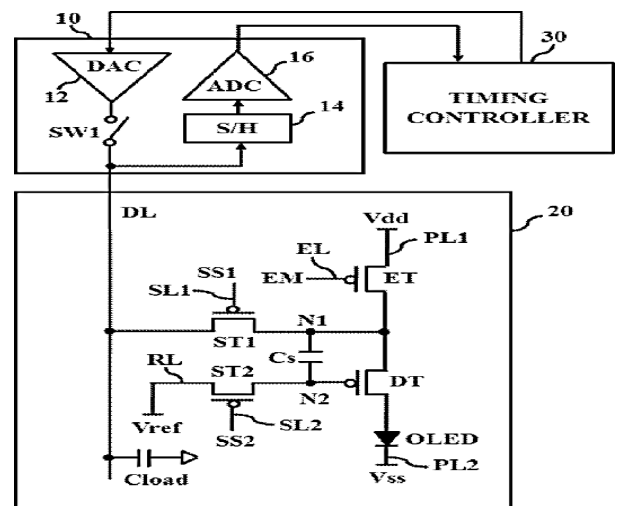 10
30
DAC
16
12
ADC
TIMING
CONTROLLER
SW1
S/H
14
DL
20
Vdd
PL1
EL
EM
ET
SS1
SL1
N1
ST1
Cs
RL
ST2
DT
N2
Vref
SS2
SL2
OLED
PL2
Vss
Cload